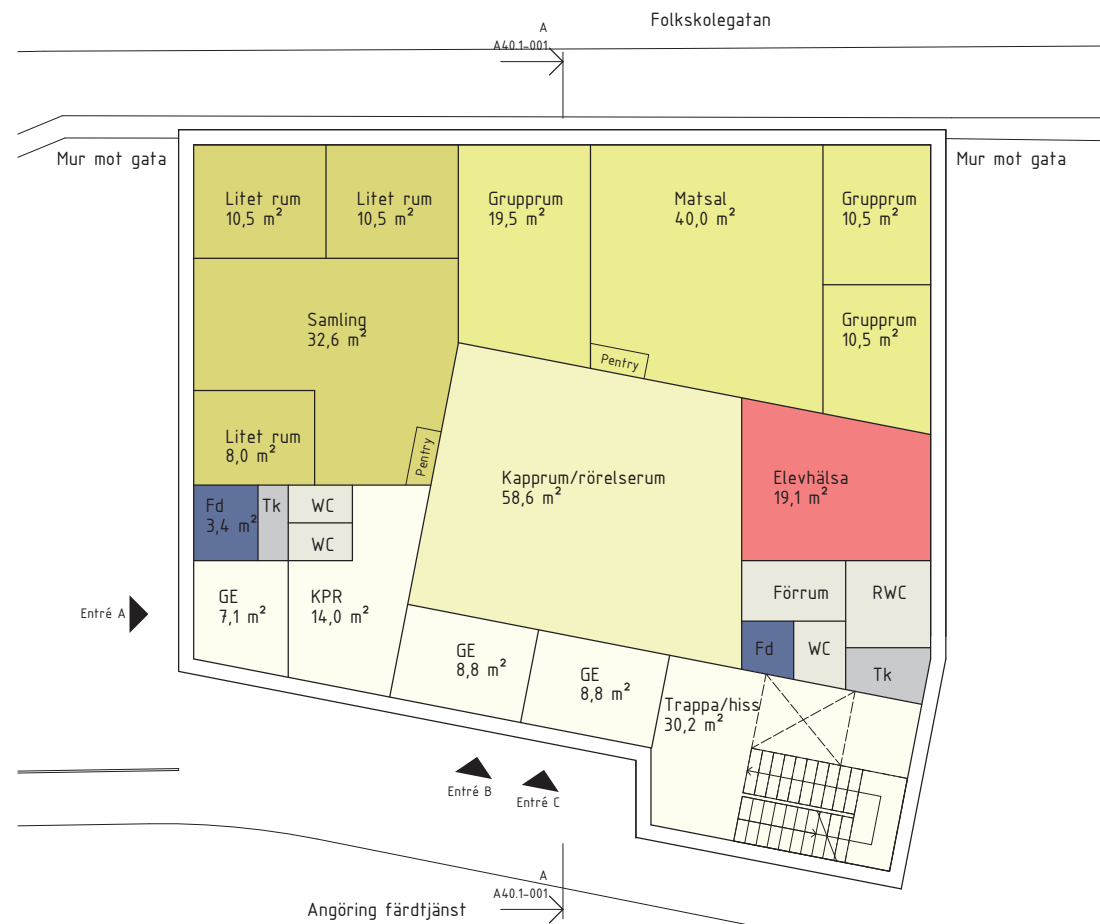 Folkskolegatan
A
A40.1-001
Mur mot gata
Mur mot gata
Litet rum
10,5 m²
Litet rum
10,5 m²
Grupprum
19,5 m²
Matsal
40,0 m²
Grupprum
10,5 m²
Samling
32,6 m²
Grupprum
10,5 m²
Pentry
Litet rum
8,0 m²
Pentry
Kapprum/rörelserum
58,6 m²
Elevhälsa
19,1 m²
Fd
3,4 m²
Tk
WC
WC
GE
7,1 m²
KPR
14,0 m²
Förrum
RWC
Entré A
GE
8,8 m²
GE
8,8 m²
Fd
WC
Tk
Trappa/hiss
30,2 m²
Entré B
Entré C
A
A40.1-001
Angöring färdtjänst